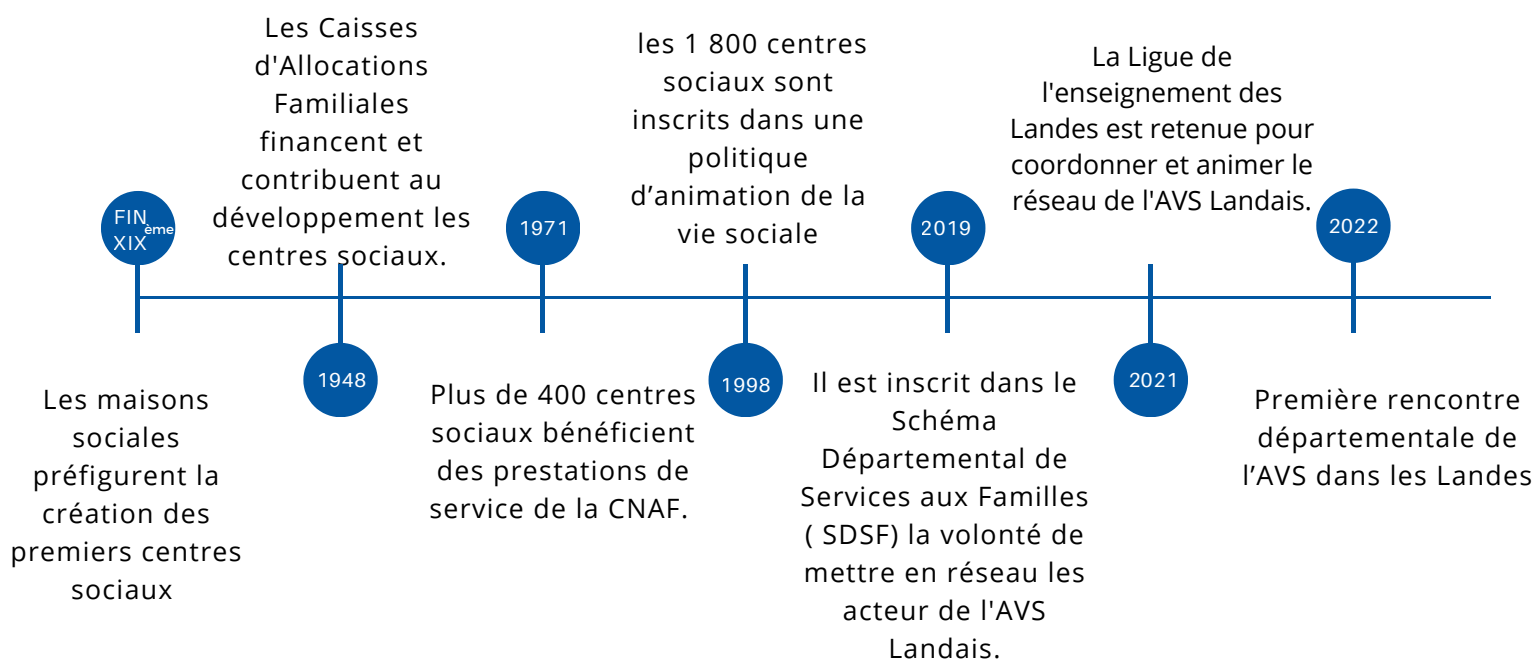 FIN
XIXème
Les maisons
sociales
préfigurent la
création des
premiers centres
sociaux
Les Caisses
d'Allocations
Familiales
financent et
contribuent au
développement les
centres sociaux.
1948
1971
Plus de 400 centres
sociaux bénéficient
des prestations de
service de la CNAF.
les 1 800 centres
sociaux sont
inscrits dans une
politique
d’animation de la
vie sociale
1998
2019
Il est inscrit dans le
Schéma
Départemental de
Services aux Familles
( SDSF) la volonté de
mettre en réseau les
acteur de l'AVS
Landais.
La Ligue de
l'enseignement des
Landes est retenue pour
coordonner et animer le
réseau de l'AVS Landais.
2021
2022
Première rencontre
départementale de
l’AVS dans les Landes